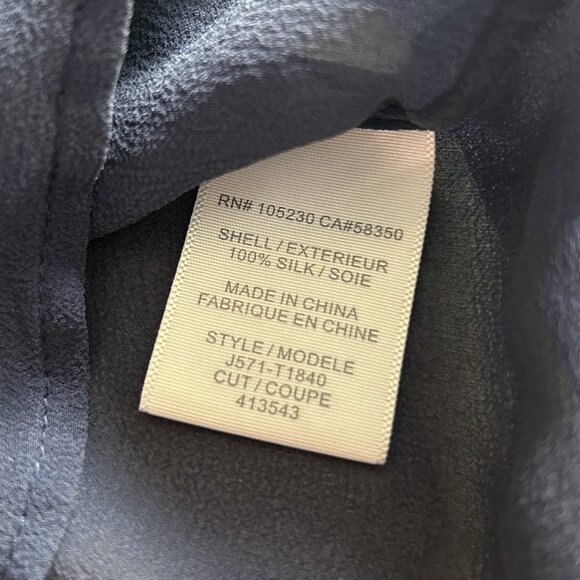 RN# 105230 CA#58350
SHELL / EXTERIEUR
100% SILK / SOIE
MADE IN CHINA
FABRIQUE EN CHINE
STYLE / MODELE
J571-T1840
CUT / COUPE
413543